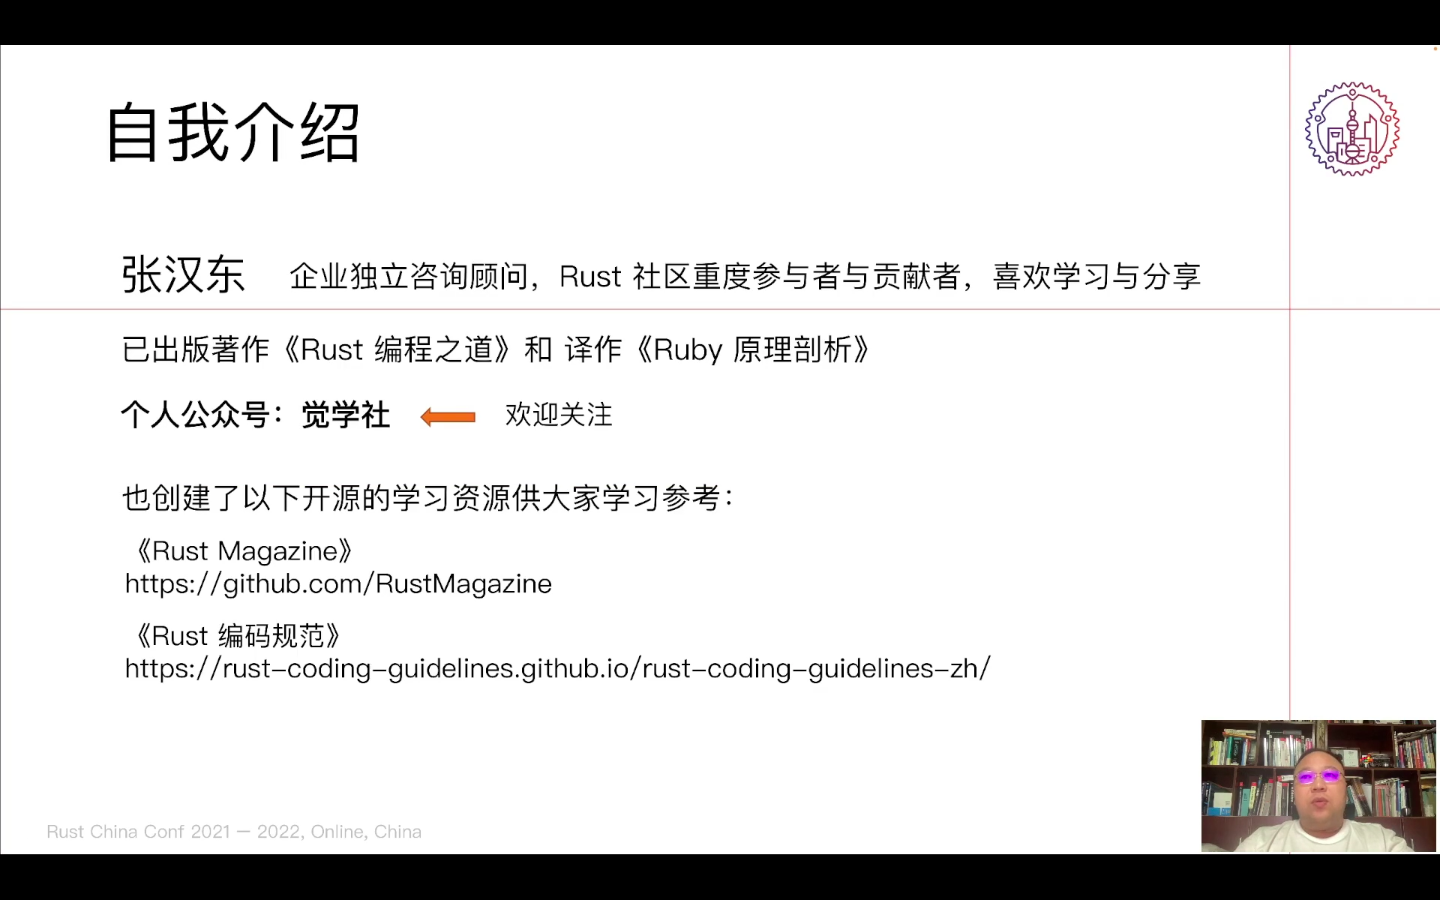 自我介绍
张汉东 企业独立咨询顾问，Rust 社区重度参与者与贡献者，喜欢学习与分享
已出版著作《Rust 编程之道》和 译作《Ruby 原理剖析》
个人公众号：觉学社 欢迎关注
也创建了以下开源的学习资源供大家学习参考：
《Rust Magazine》
https://github.com/RustMagazine
《Rust 编码规范》
https://rust-coding-guidelines.github.io/rust-coding-guidelines-zh/
Rust China Conf 2021 – 2022, Online, China